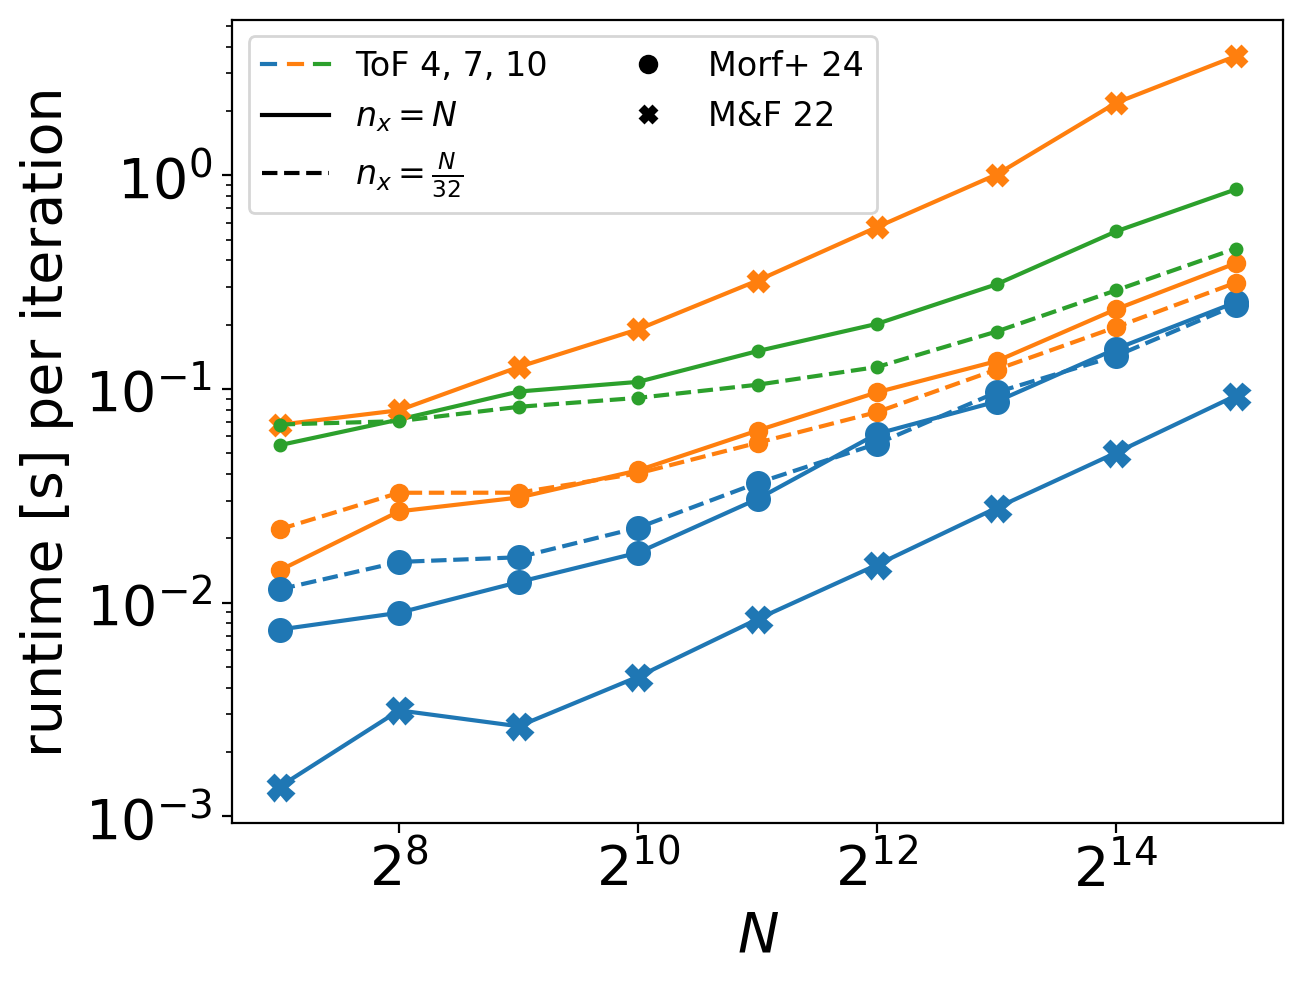 ToF 4, 7, 10
n_x = N
n_x = N/32
Morf+ 24
M&F 22
runtime [s] per iteration
10^0
10^{-1}
10^{-2}
10^{-3}
2^8 2^{10} 2^{12} 2^{14}
N